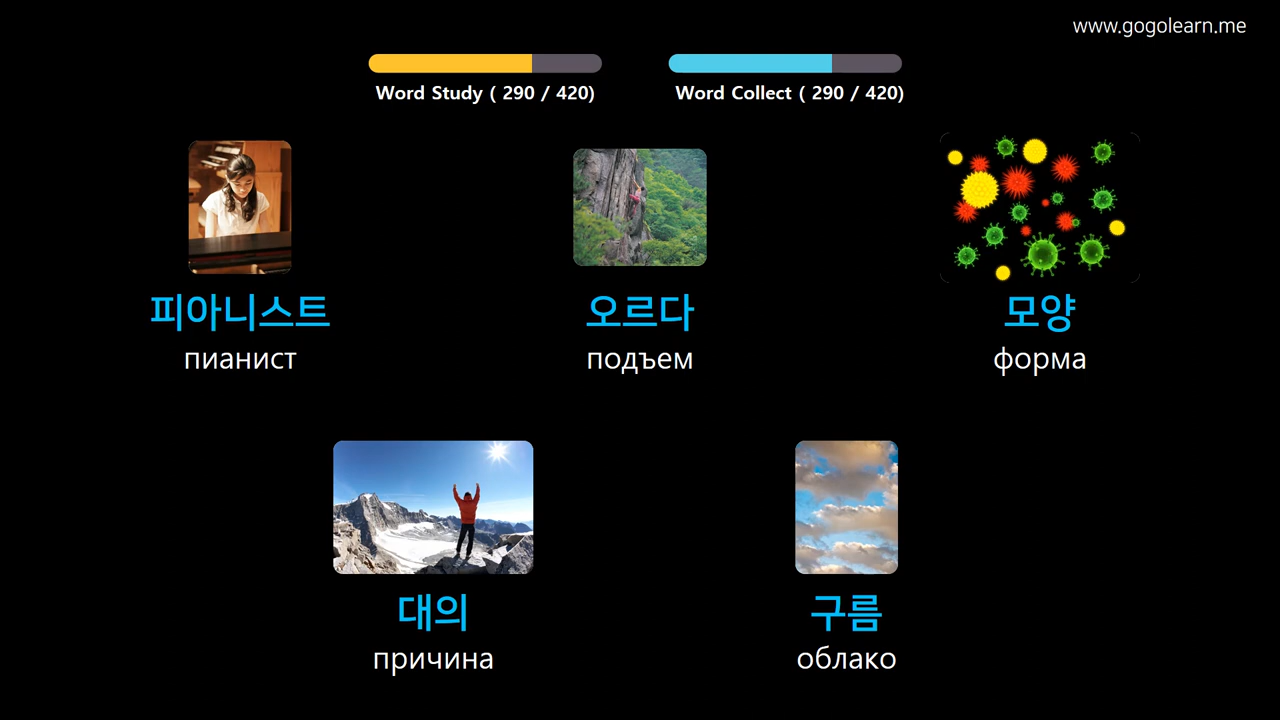 www.gogolearn.me
Word Study ( 290 / 420)
Word Collect ( 290 / 420)
피아니스트
пианист
오르다
подъем
모양
форма
대의
причина
구름
облако